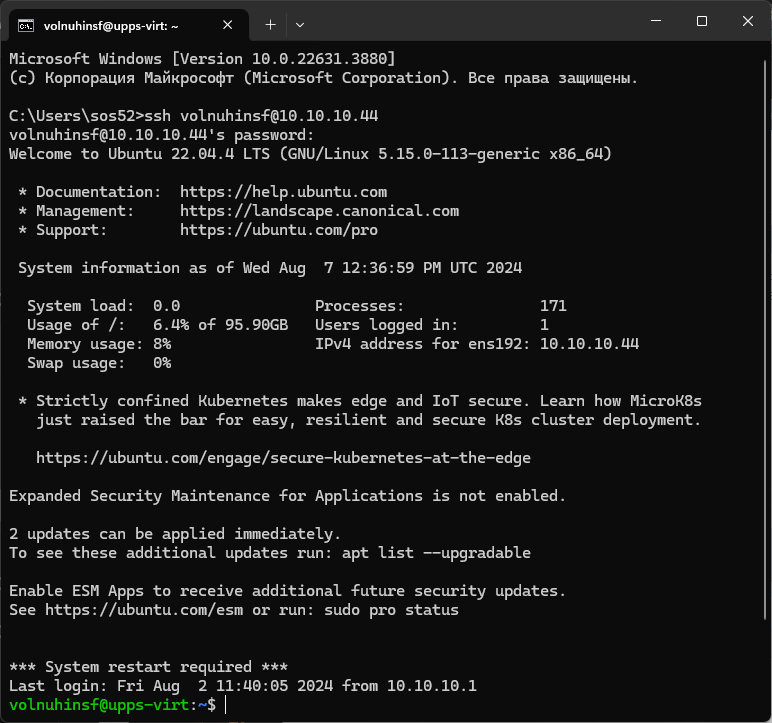 volnuhinsf@upps-virt: ~
Microsoft Windows [Version 10.0.22631.3880]
(c) Корпорация Майкрософт (Microsoft Corporation). Все права защищены.
C:\Users\sos52>ssh volnuhinsf@10.10.10.44
volnuhinsf@10.10.10.44's password:
Welcome to Ubuntu 22.04.4 LTS (GNU/Linux 5.15.0-113-generic x86_64)
* Documentation:  https://help.ubuntu.com
* Management:     https://landscape.canonical.com
* Support:        https://ubuntu.com/pro
System information as of Wed Aug  7 12:36:59 PM UTC 2024
System load:  0.0                Processes:               171
Usage of /:   6.4% of 95.90GB   Users logged in:         1
Memory usage: 8%                 IPv4 address for ens192: 10.10.10.44
Swap usage:   0%
* Strictly confined Kubernetes makes edge and IoT secure. Learn how MicroK8s
just raised the bar for easy, resilient and secure K8s cluster deployment.
https://ubuntu.com/engage/secure-kubernetes-at-the-edge
Expanded Security Maintenance for Applications is not enabled.
2 updates can be applied immediately.
To see these additional updates run: apt list --upgradable
Enable ESM Apps to receive additional future security updates.
See https://ubuntu.com/esm or run: sudo pro status
*** System restart required ***
Last login: Fri Aug  2 11:40:05 2024 from 10.10.10.1
volnuhinsf@upps-virt:~$